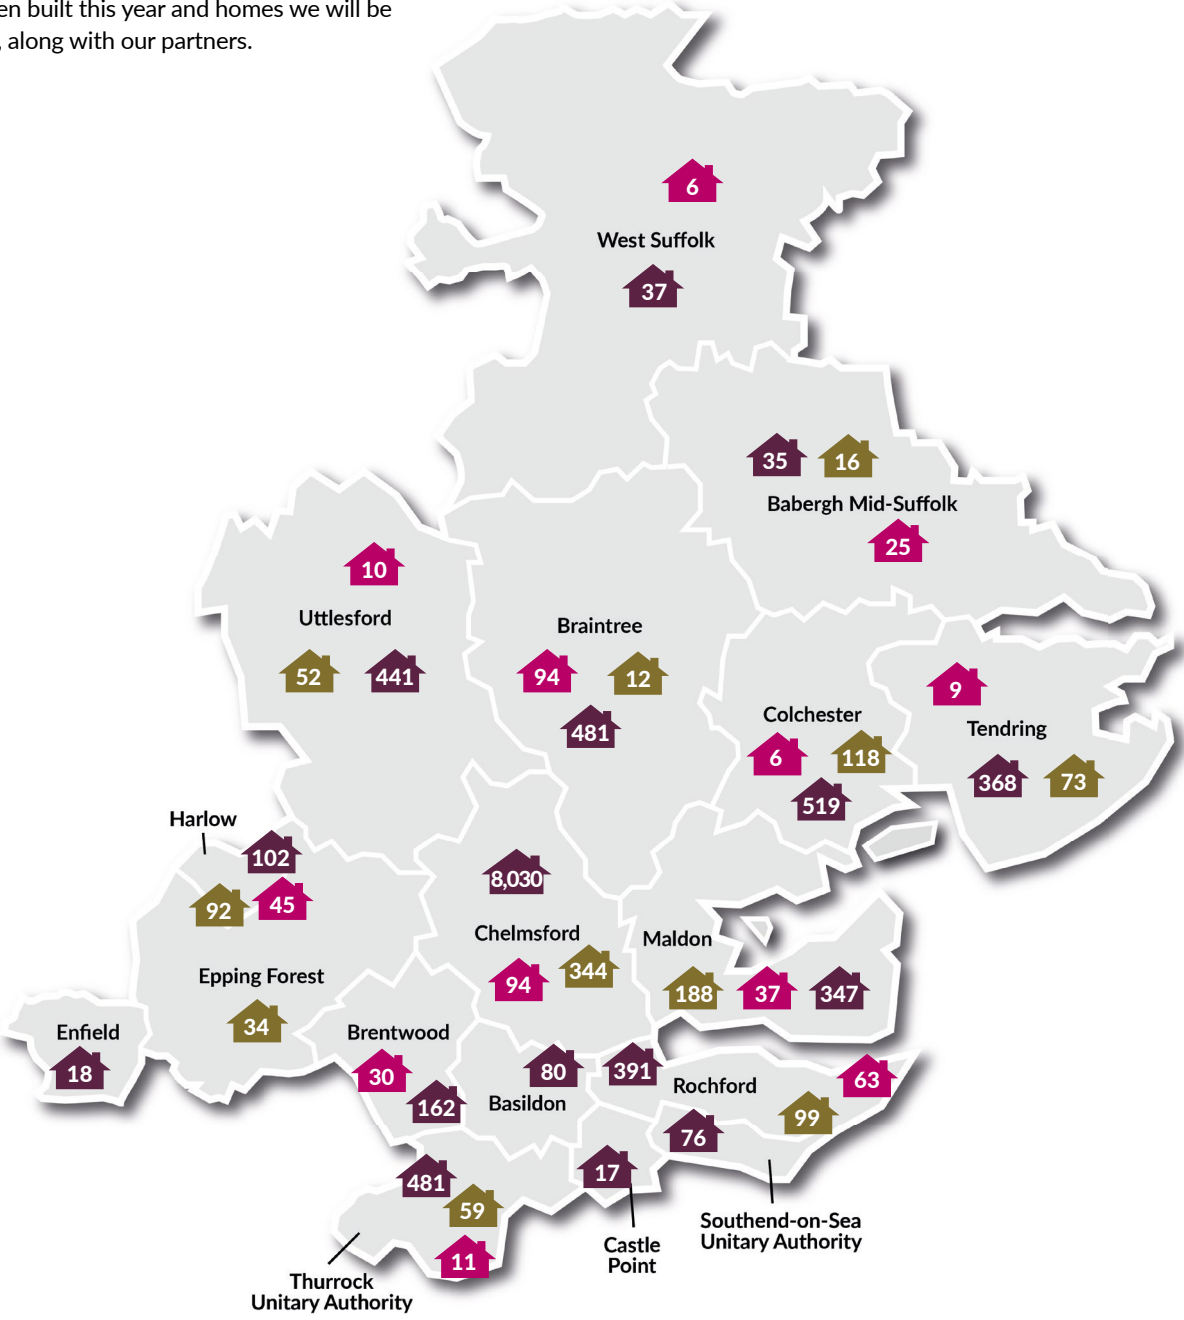 en built this year and homes we will be
, along with our partners.
6
West Suffolk
37
35 16
Babergh Mid-Suffolk
25
10
Uttlesford
52 441
Braintree
94 12
481
Colchester
6 118
519
9
Tendring
368 73
Harlow
102
92 45
8,030
Chelmsford
94 344
Maldon
188 37 347
Epping Forest
34
Enfield
18
Brentwood
30
162
80
Basildon
391
Rochford
63
99
76
17
481
59
11
Southend-on-Sea
Unitary Authority
Castle
Point
Thurrock
Unitary Authority